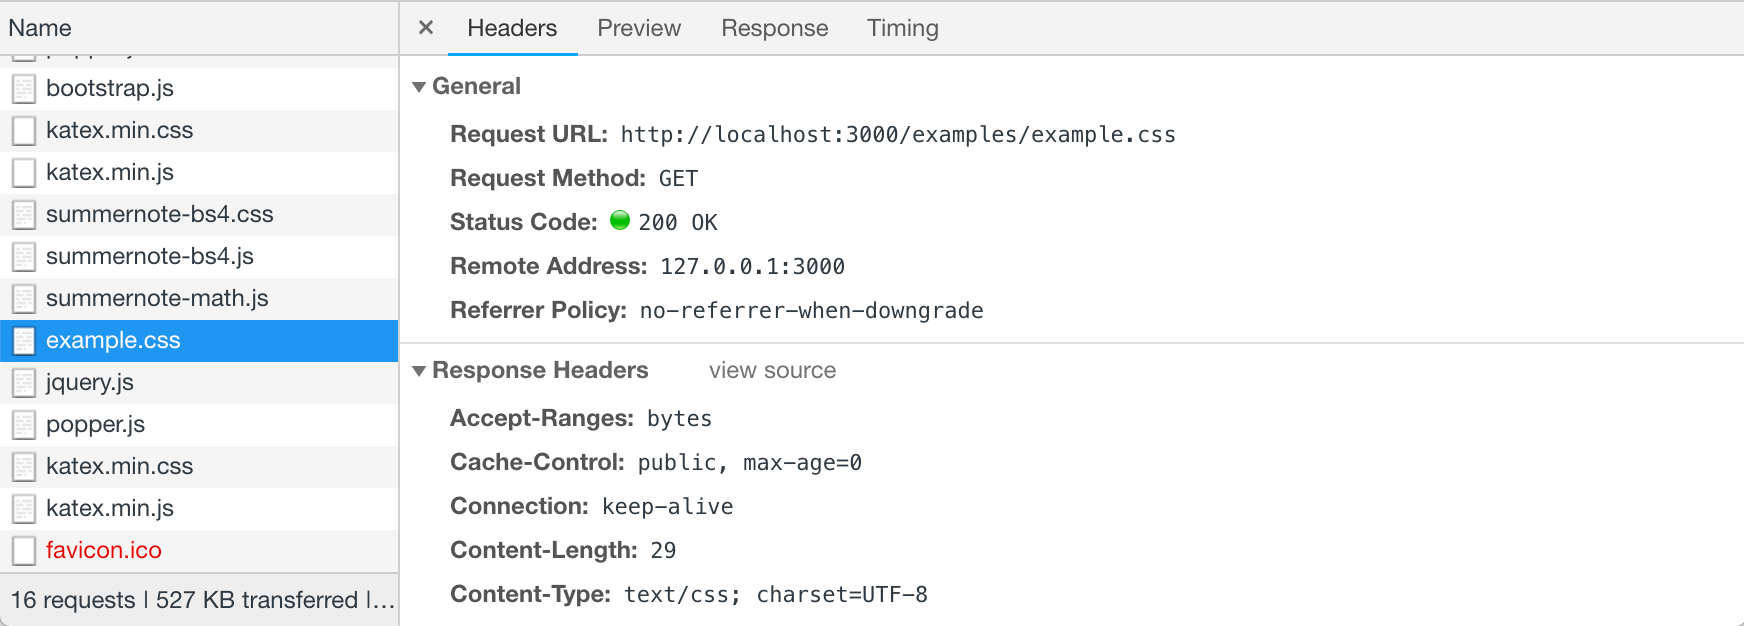 Name
bootstrap.js
katex.min.css
katex.min.js
summernote-bs4.css
summernote-bs4.js
summernote-math.js
example.css
jquery.js
popper.js
katex.min.css
katex.min.js
favicon.ico
16 requests | 527 KB transferred |...
× Headers Preview Response Timing
▼ General
Request URL: http://localhost:3000/examples/example.css
Request Method: GET
Status Code: 200 OK
Remote Address: 127.0.0.1:3000
Referrer Policy: no-referrer-when-downgrade
▼ Response Headers view source
Accept-Ranges: bytes
Cache-Control: public, max-age=0
Connection: keep-alive
Content-Length: 29
Content-Type: text/css; charset=UTF-8